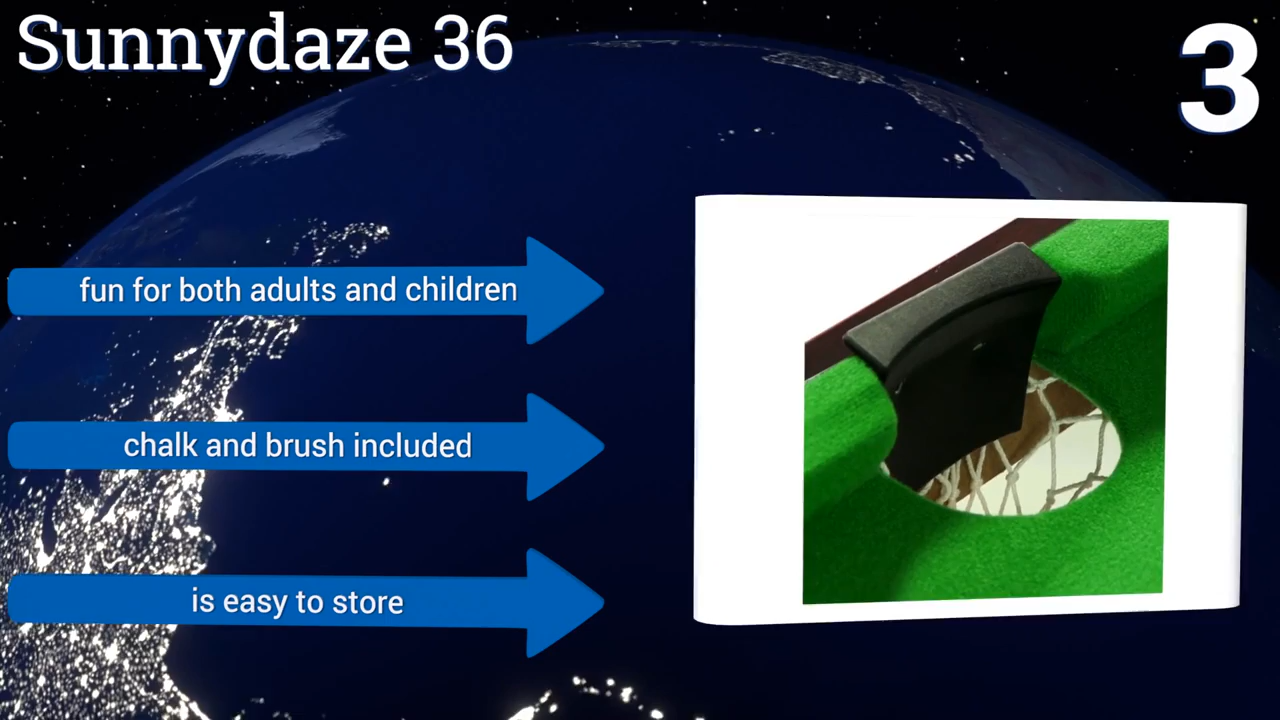 Sunnydaze 36
3
fun for both adults and children
chalk and brush included
is easy to store